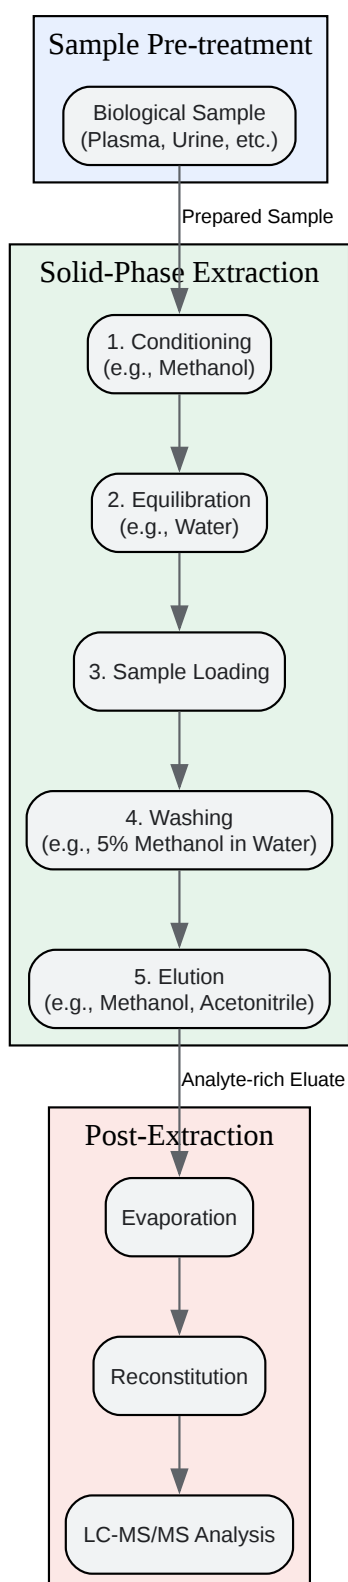 Sample Pre-treatment
Biological Sample
(Plasma, Urine, etc.)
Prepared Sample
Solid-Phase Extraction
1. Conditioning
(e.g., Methanol)
2. Equilibration
(e.g., Water)
3. Sample Loading
4. Washing
(e.g., 5% Methanol in Water)
5. Elution
(e.g., Methanol, Acetonitrile)
Analyte-rich Eluate
Post-Extraction
Evaporation
Reconstitution
LC-MS/MS Analysis